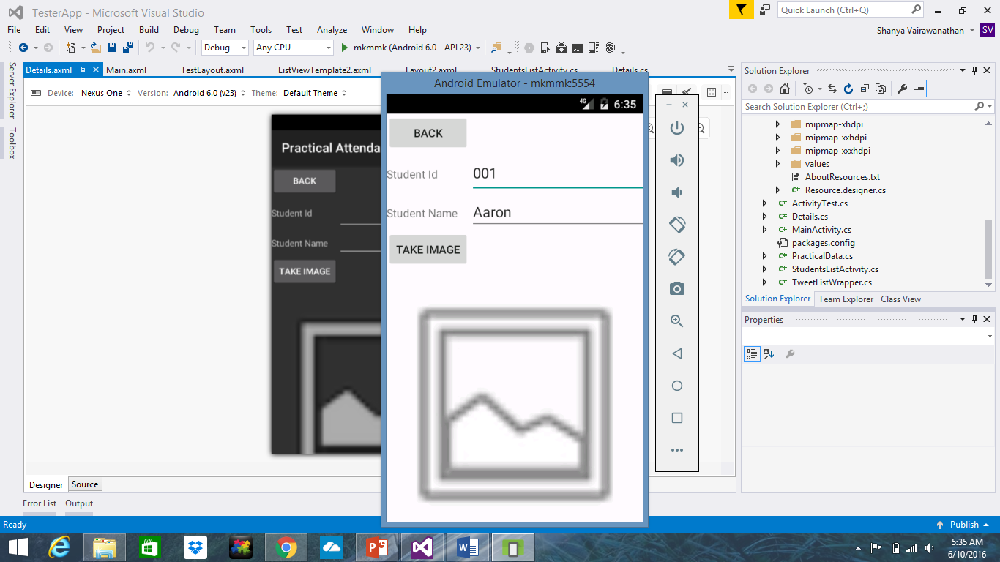 TesterApp - Microsoft Visual Studio
Quick Launch (Ctrl+Q)
File Edit View Project Build Debug Team Tools Test Analyze Window Help
Shanya Vairawanathan SV
Debug Any CPU mkmmk (Android 6.0 - API 23)
Details.axml Main.axml TestLayout.axml ListViewTemplate2.axml Layout2.axml StudentsListActivity.cs Details.cs
Server Explorer
Toolbox
Device: Nexus One Version: Android 6.0 (v23) Theme: Default Theme
Practical Attenda
BACK
Student Id
Student Name
TAKE IMAGE
Designer Source
Android Emulator - mkmmk:5554
4G 6:35
BACK
Student Id 001
Student Name Aaron
TAKE IMAGE
Solution Explorer
Search Solution Explorer (Ctrl+;)
mipmap-xhdpi
mipmap-xxhdpi
mipmap-xxxhdpi
values
AboutResources.txt
C# Resource.designer.cs
C# ActivityTest.cs
C# Details.cs
C# MainActivity.cs
packages.config
C# PracticalData.cs
C# StudentsListActivity.cs
C# TweetListWrapper.cs
Solution Explorer Team Explorer Class View
Properties
Error List Output
Ready
Publish
5:35 AM
6/10/2016